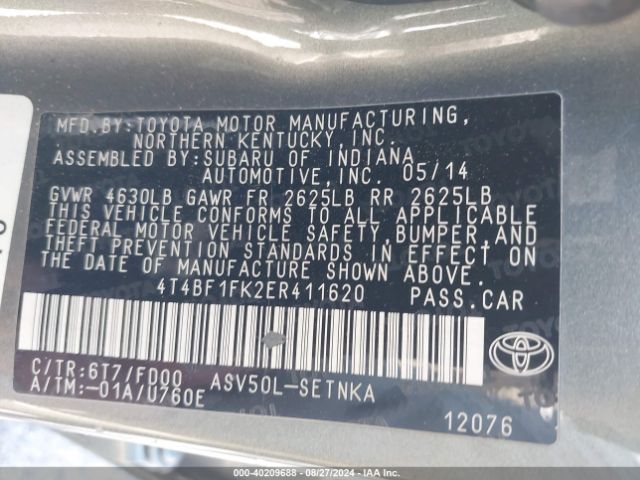 MFD.BY:TOYOTA MOTOR MANUFACTURING,
NORTHERN KENTUCKY,INC.
ASSEMBLED BY:SUBARU OF INDIANA
AUTOMOTIVE,INC. 05/14
GVWR 4630LB GAWR FR 2625LB RR 2625LB
THIS VEHICLE CONFORMS TO ALL APPLICABLE
FEDERAL MOTOR VEHICLE SAFETY,BUMPER,AND
THEFT PREVENTION STANDARDS IN EFFECT ON
THE DATE OF MANUFACTURE SHOWN ABOVE.
4T4BF1FK2ER411620 PASS.CAR
C/TR:6T7/FD00 ASV50L-SETNKA
A/TM:-01A/U760E
TOYOTA
12076
000-40209688 - 08/27/2024 - IAA Inc.